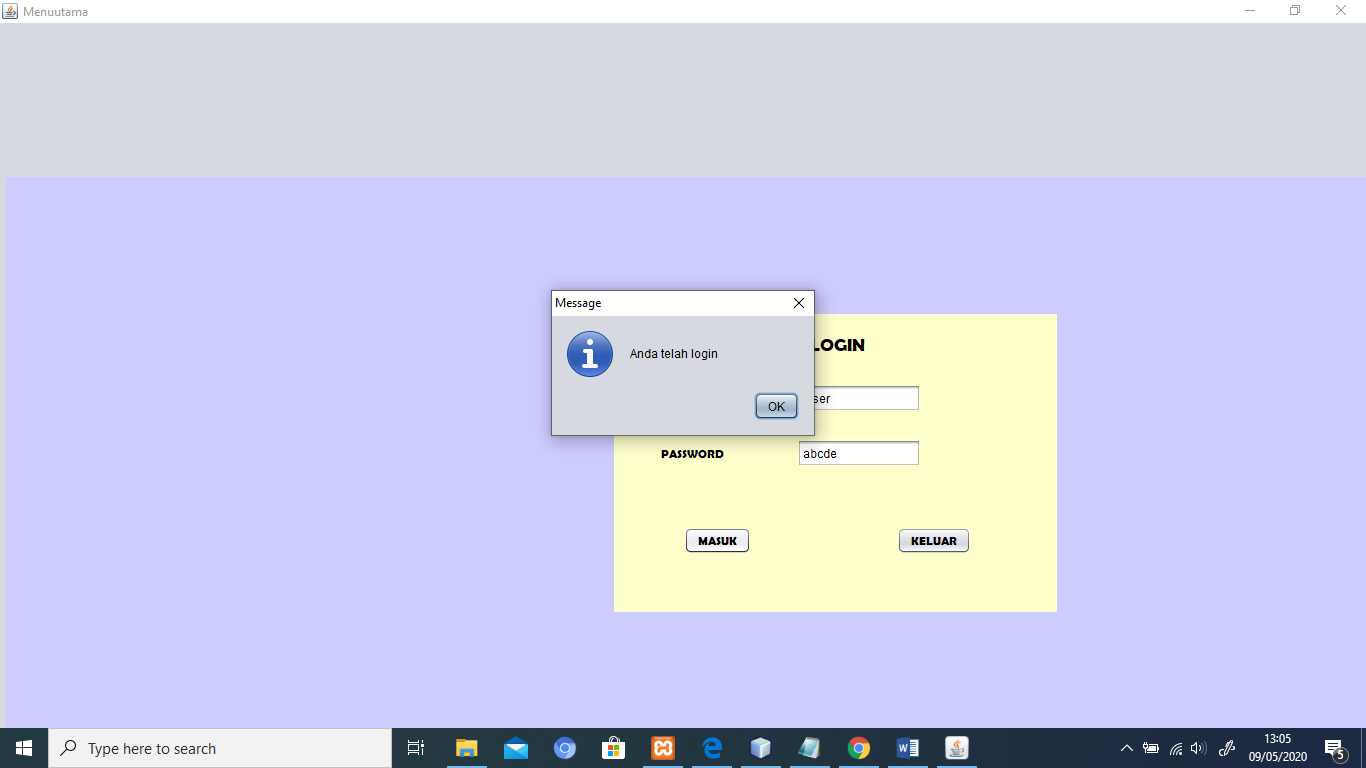 Menuutama
Message
Anda telah login
OK
LOGIN
ser
PASSWORD
abcde
MASUK
KELUAR
Type here to search
13:05
09/05/2020
5